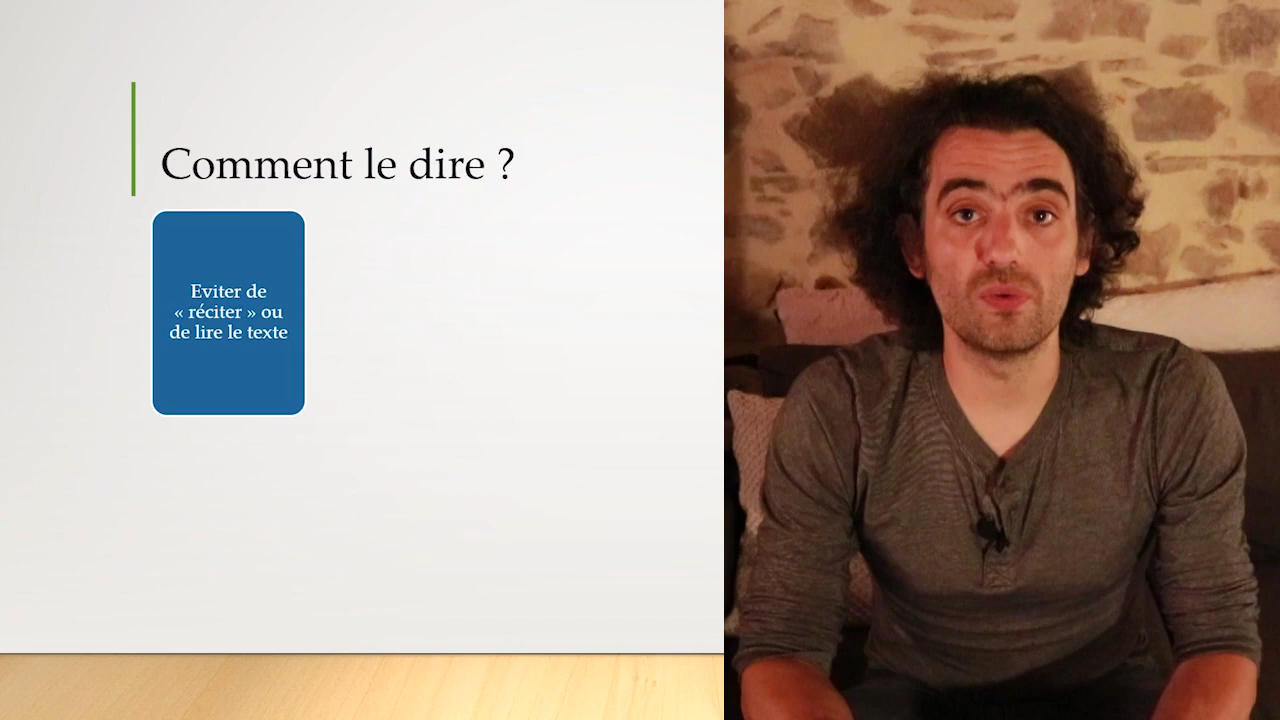 Comment le dire ?
Eviter de
« réciter » ou
de lire le texte